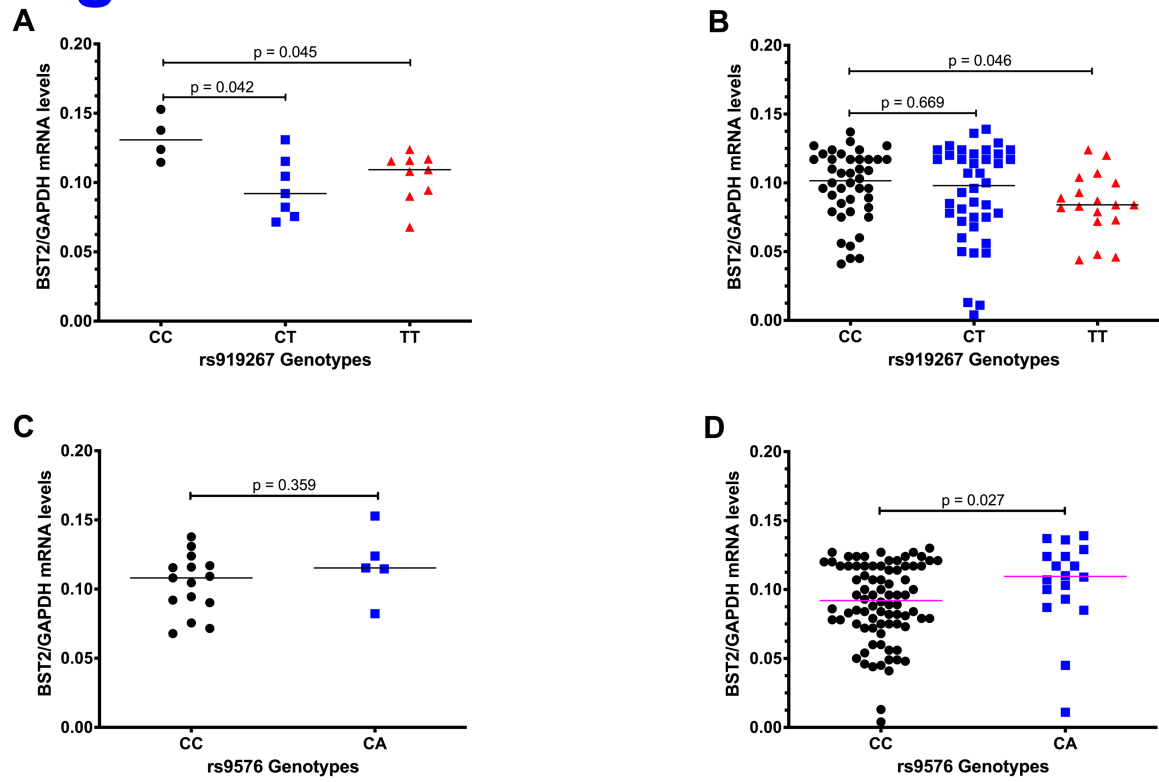 A
BST2/GAPDH mRNA levels
0.20
0.15
0.10
0.05
0.00
p = 0.045
p = 0.042
CC
CT
TT
rs919267 Genotypes
B
BST2/GAPDH mRNA levels
0.20
0.15
0.10
0.05
0.00
p = 0.046
p = 0.669
CC
CT
TT
rs919267 Genotypes
C
BST2/GAPDH mRNA levels
0.20
0.15
0.10
0.05
0.00
p = 0.359
CC
CA
rs9576 Genotypes
D
BST2/GAPDH mRNA levels
0.20
0.15
0.10
0.05
0.00
p = 0.027
CC
CA
rs9576 Genotypes